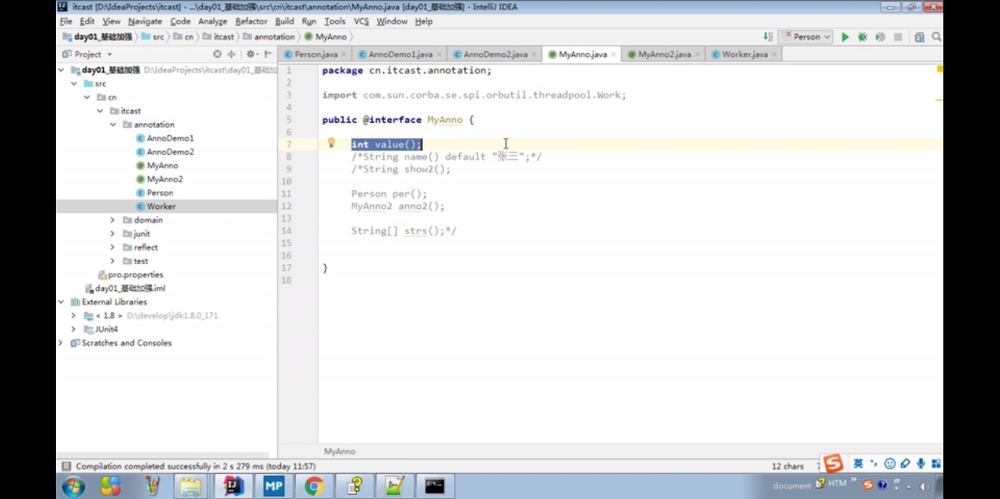 itcast [D:\IdeaProjects\itcast] - ...\day01_基础加强\src\cn\itcast\annotation\MyAnno.java [day01_基础加强] - IntelliJ IDEA
File Edit View Navigate Code Analyze Refactor Build Run Tools VCS Window Help
day01_基础加强 src cn itcast annotation MyAnno
Person
Project
Person.java AnnoDemo1.java AnnoDemo2.java MyAnno.java MyAnno2.java Worker.java
day01_基础加强 D:\IdeaProjects\itcast\day01_基础加
src
cn
itcast
annotation
AnnoDemo1
AnnoDemo2
MyAnno
MyAnno2
Person
Worker
domain
junit
reflect
test
pro.properties
day01_基础加强.iml
External Libraries
< 1.8 > D:\develop\jdk1.8.0_171
JUnit4
Scratches and Consoles
1 package cn.itcast.annotation;
2
3 import com.sun.corba.se.spi.orbutil.threadpool.Work;
4
5 public @interface MyAnno {
6
7 int value();
8 /*String name() default "张三";*/
9 /*String show2();
10
11 Person per();
12 MyAnno2 anno2();
13
14 String[] strs();*/
15
16
17 }
18
MyAnno
Compilation completed successfully in 2 s 279 ms (today 11:57)
12 chars
英
MP
document HTM